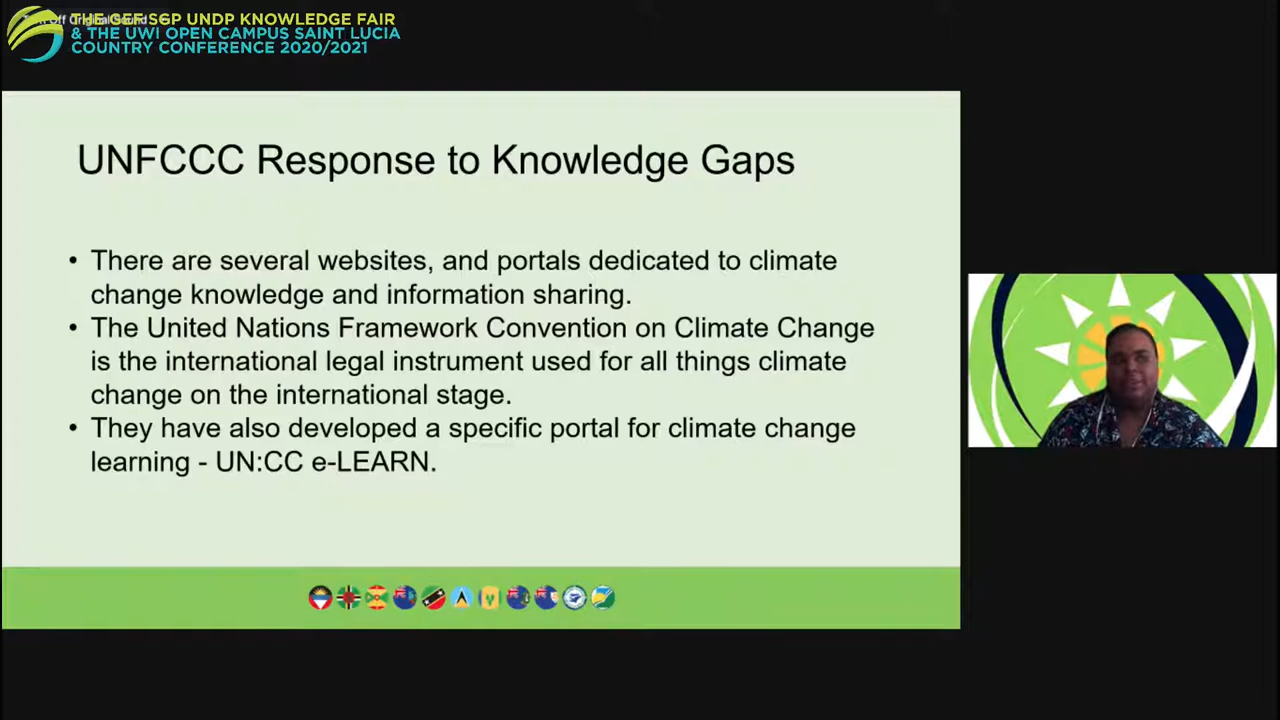 THE GEF SGP UNDP KNOWLEDGE FAIR
& THE UWI OPEN CAMPUS SAINT LUCIA
COUNTRY CONFERENCE 2020/2021
UNFCCC Response to Knowledge Gaps
• There are several websites, and portals dedicated to climate
change knowledge and information sharing.
• The United Nations Framework Convention on Climate Change
is the international legal instrument used for all things climate
change on the international stage.
• They have also developed a specific portal for climate change
learning - UN:CC e-LEARN.